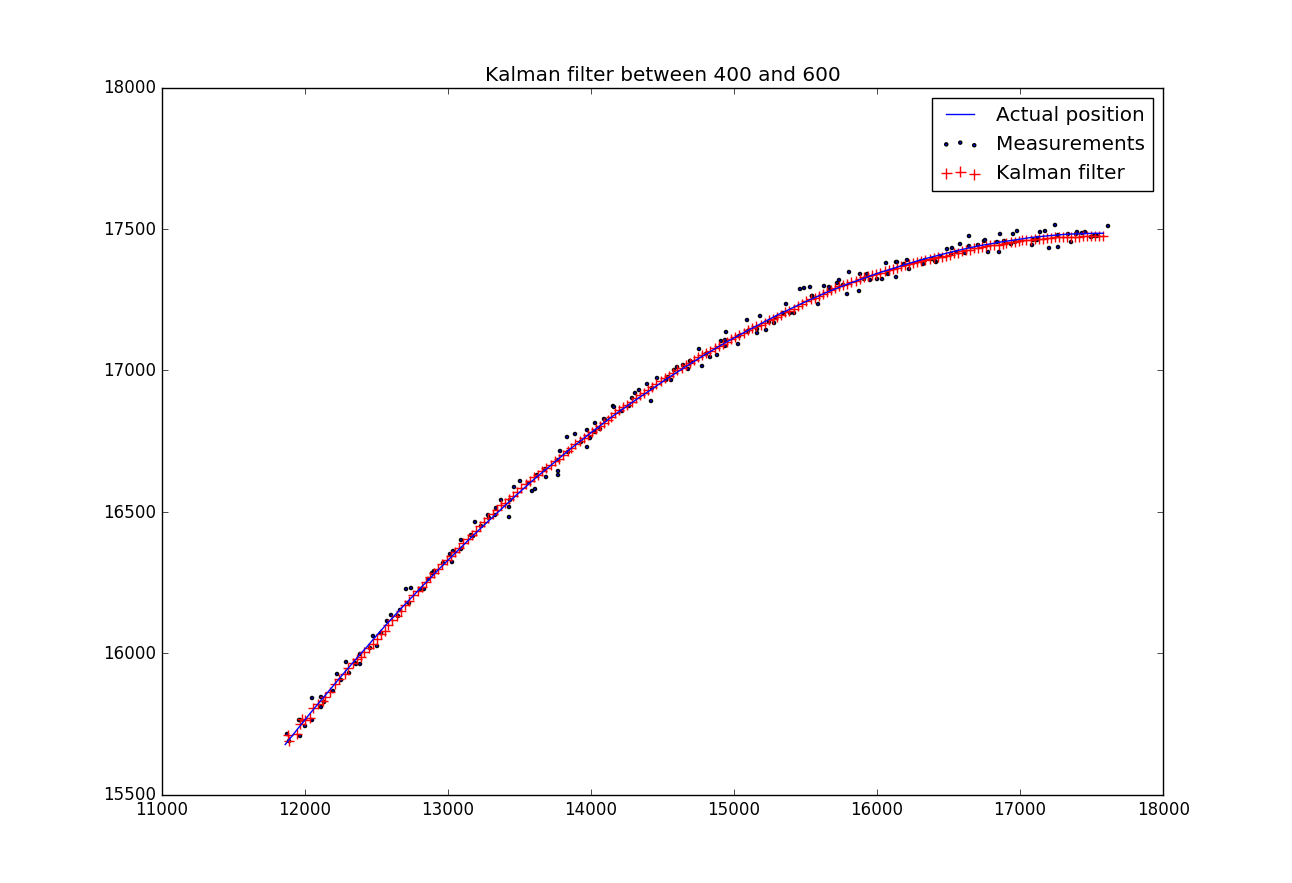 Kalman filter between 400 and 600
18000
17500
17000
16500
16000
15500
11000 12000 13000 14000 15000 16000 17000 18000
Actual position
Measurements
Kalman filter